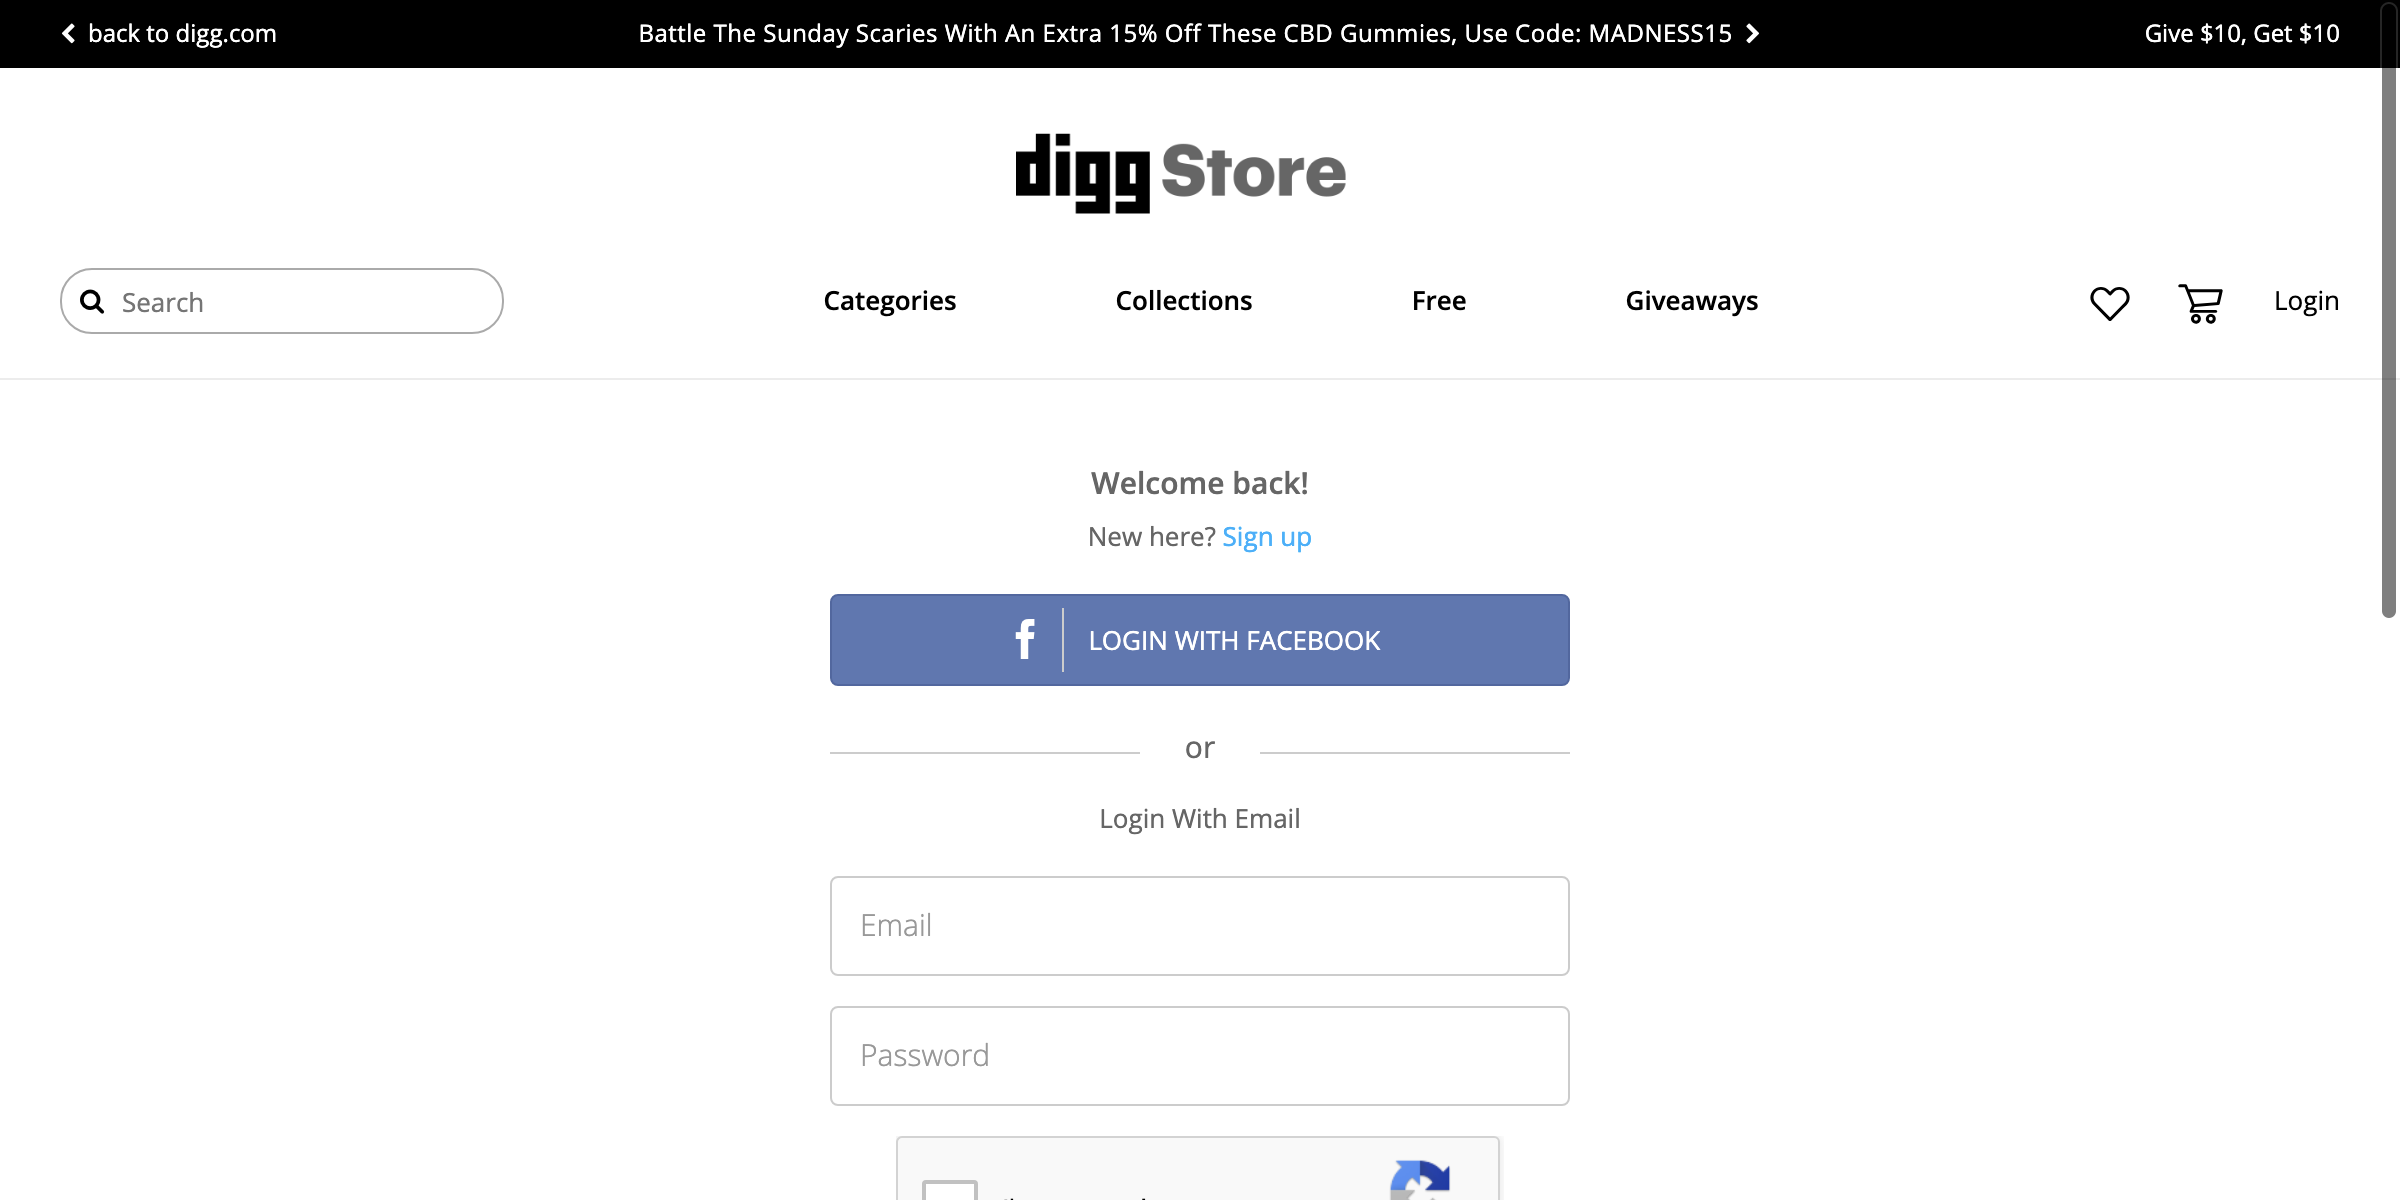 back to digg.com
Battle The Sunday Scaries With An Extra 15% Off These CBD Gummies, Use Code: MADNESS15
Give $10, Get $10
digg Store
Search
Categories
Collections
Free
Giveaways
Login
Welcome back!
New here? Sign up
f LOGIN WITH FACEBOOK
or
Login With Email
Email
Password